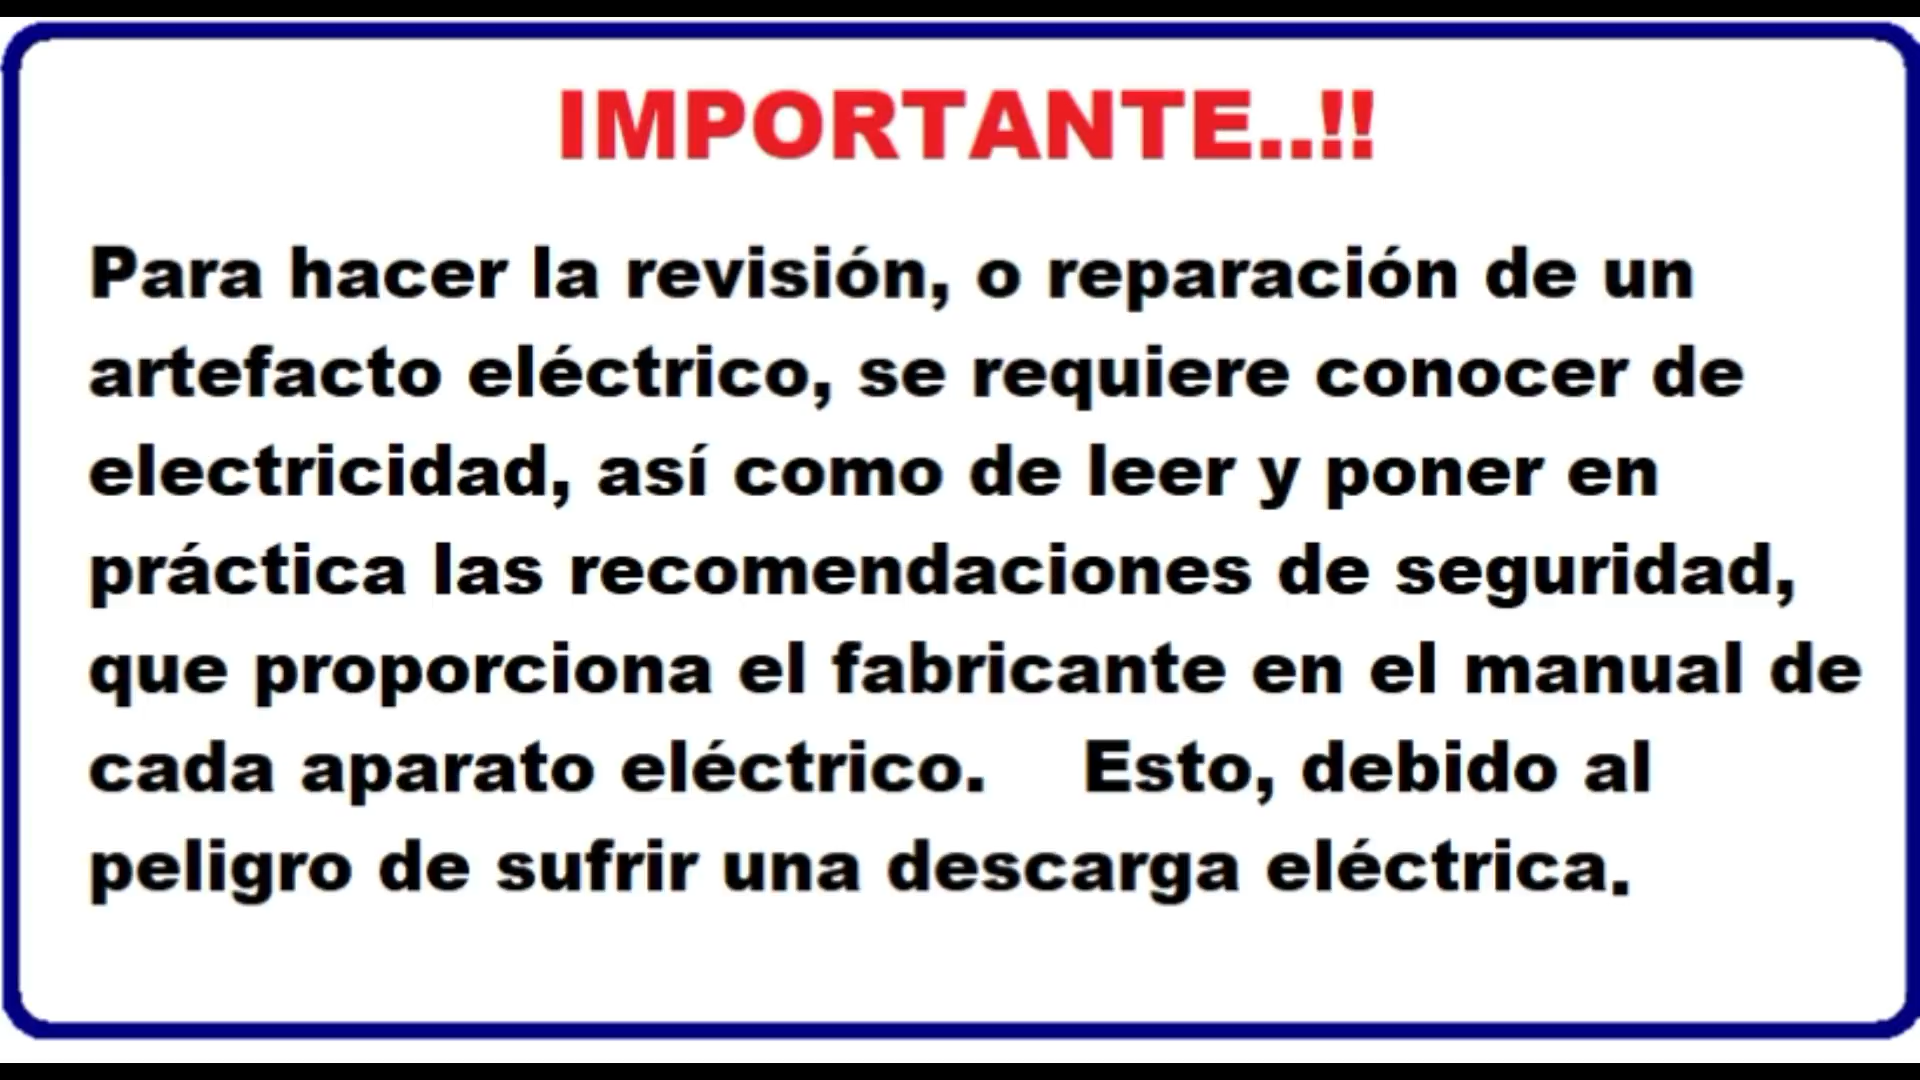 IMPORTANTE..!!
Para hacer la revisión, o reparación de un
artefacto eléctrico, se requiere conocer de
electricidad, así como de leer y poner en
práctica las recomendaciones de seguridad,
que proporciona el fabricante en el manual de
cada aparato eléctrico. Esto, debido al
peligro de sufrir una descarga eléctrica.